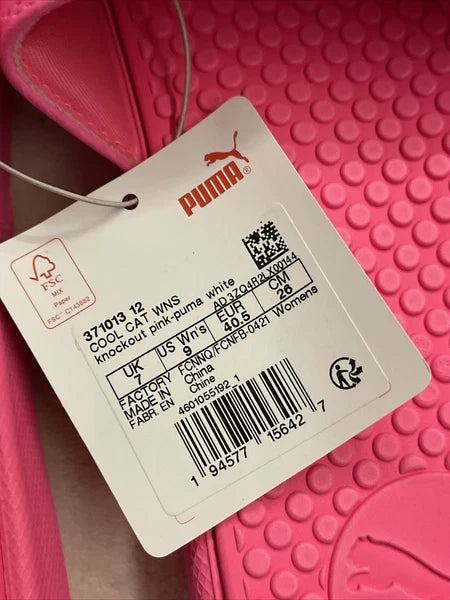 PUMA®
FSC
MIX
Paper
FSC™ C143882
371013 12
COOL CAT WNS
knockout pink-puma white
UK US Wn's EUR CM
7 9 40.5 26
FACTORY FCNNQ/FCNFB-0421 Womens
MADE IN China
FABR. EN Chine
4601055192_1
1 94577 15642 7